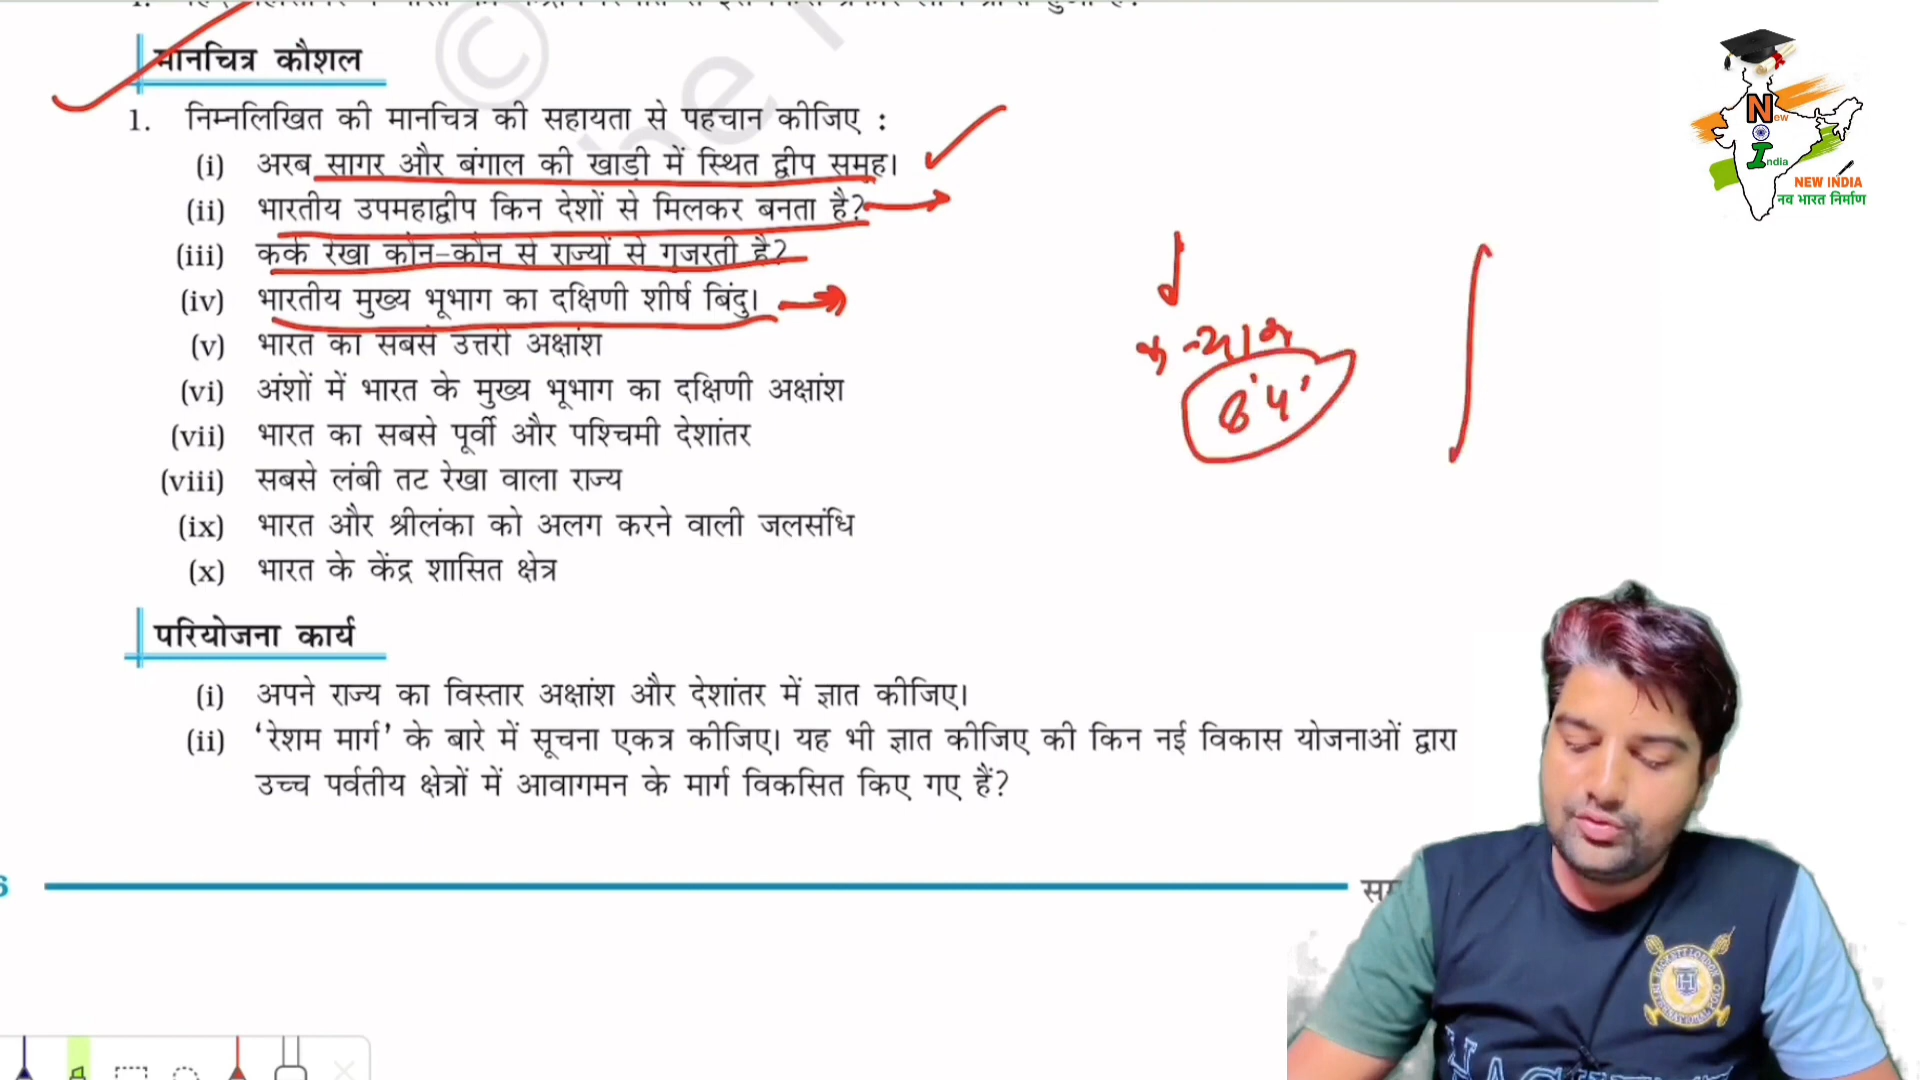 मानचित्र कौशल
1. निम्नलिखित की मानचित्र की सहायता से पहचान कीजिए :
(i) अरब सागर और बंगाल की खाड़ी में स्थित द्वीप समूह।
(ii) भारतीय उपमहाद्वीप किन देशों से मिलकर बनता है?
(iii) कर्क रेखा कौन-कौन से राज्यों से गुजरती है?
(iv) भारतीय मुख्य भूभाग का दक्षिणी शीर्ष बिंदु।
(v) भारत का सबसे उत्तरी अक्षांश
(vi) अंशों में भारत के मुख्य भूभाग का दक्षिणी अक्षांश
(vii) भारत का सबसे पूर्वी और पश्चिमी देशांतर
(viii) सबसे लंबी तट रेखा वाला राज्य
(ix) भारत और श्रीलंका को अलग करने वाली जलसंधि
(x) भारत के केंद्र शासित क्षेत्र
परियोजना कार्य
(i) अपने राज्य का विस्तार अक्षांश और देशांतर में ज्ञात कीजिए।
(ii) ‘रेशम मार्ग’ के बारे में सूचना एकत्र कीजिए। यह भी ज्ञात कीजिए की किन नई विकास योजनाओं द्वारा
उच्च पर्वतीय क्षेत्रों में आवागमन के मार्ग विकसित किए गए हैं?
New
India
NEW INDIA
नव भारत निर्माण
8°4'
H